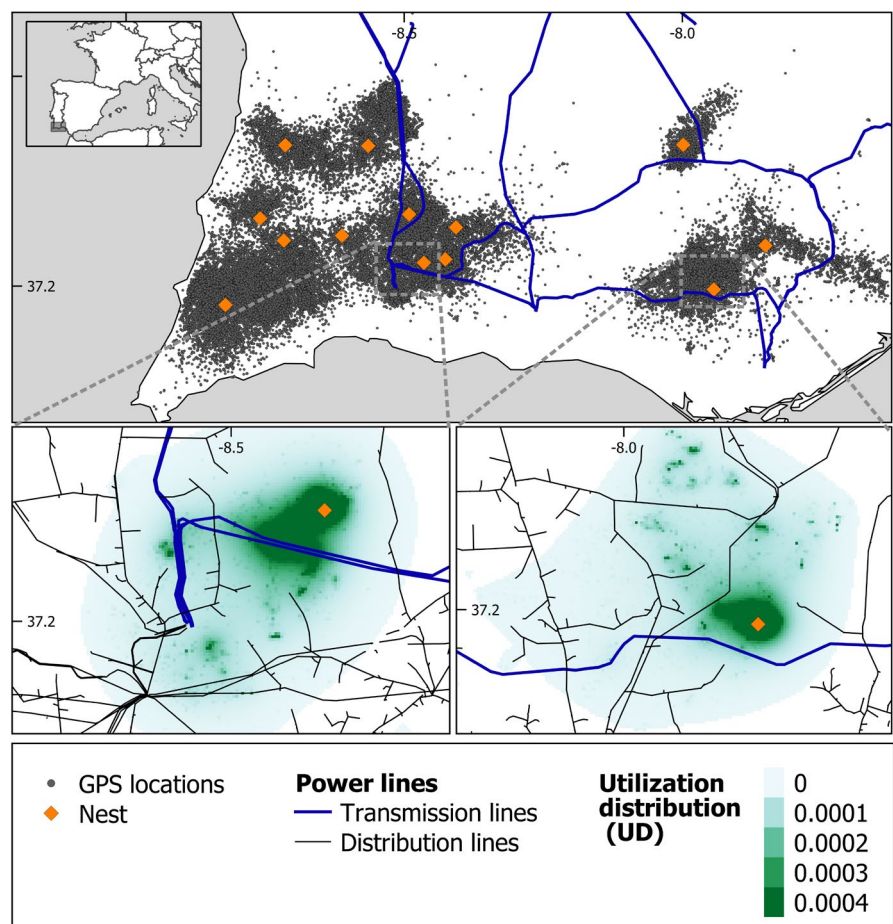 -8.5
-8.0
37.2
-8.5
37.2
-8.0
37.2
GPS locations
Nest
Power lines
Transmission lines
Distribution lines
Utilization
distribution
(UD)
0
0.0001
0.0002
0.0003
0.0004